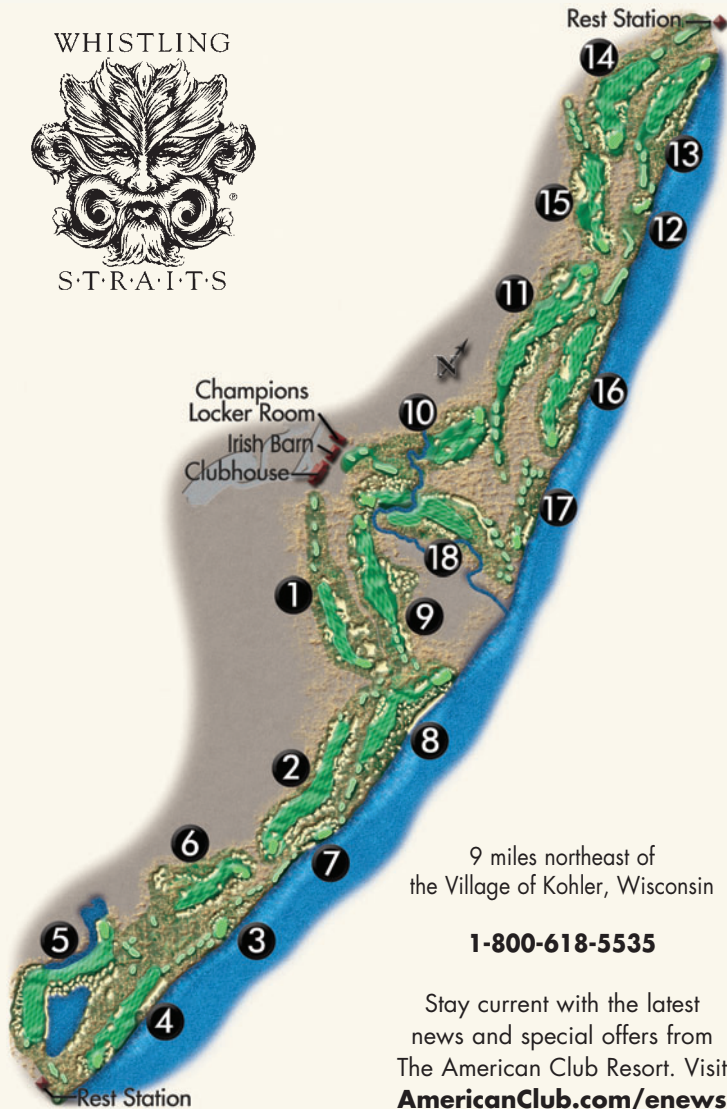 WHISTLING
®
S·T·R·A·I·T·S
Rest Station
14
13
15
12
11
N
16
Champions
Locker Room
10
Irish Barn
Clubhouse
17
18
1
9
8
2
7
6
3
5
4
Rest Station
9 miles northeast of
the Village of Kohler, Wisconsin
1-800-618-5535
Stay current with the latest
news and special offers from
The American Club Resort. Visit
AmericanClub.com/enews